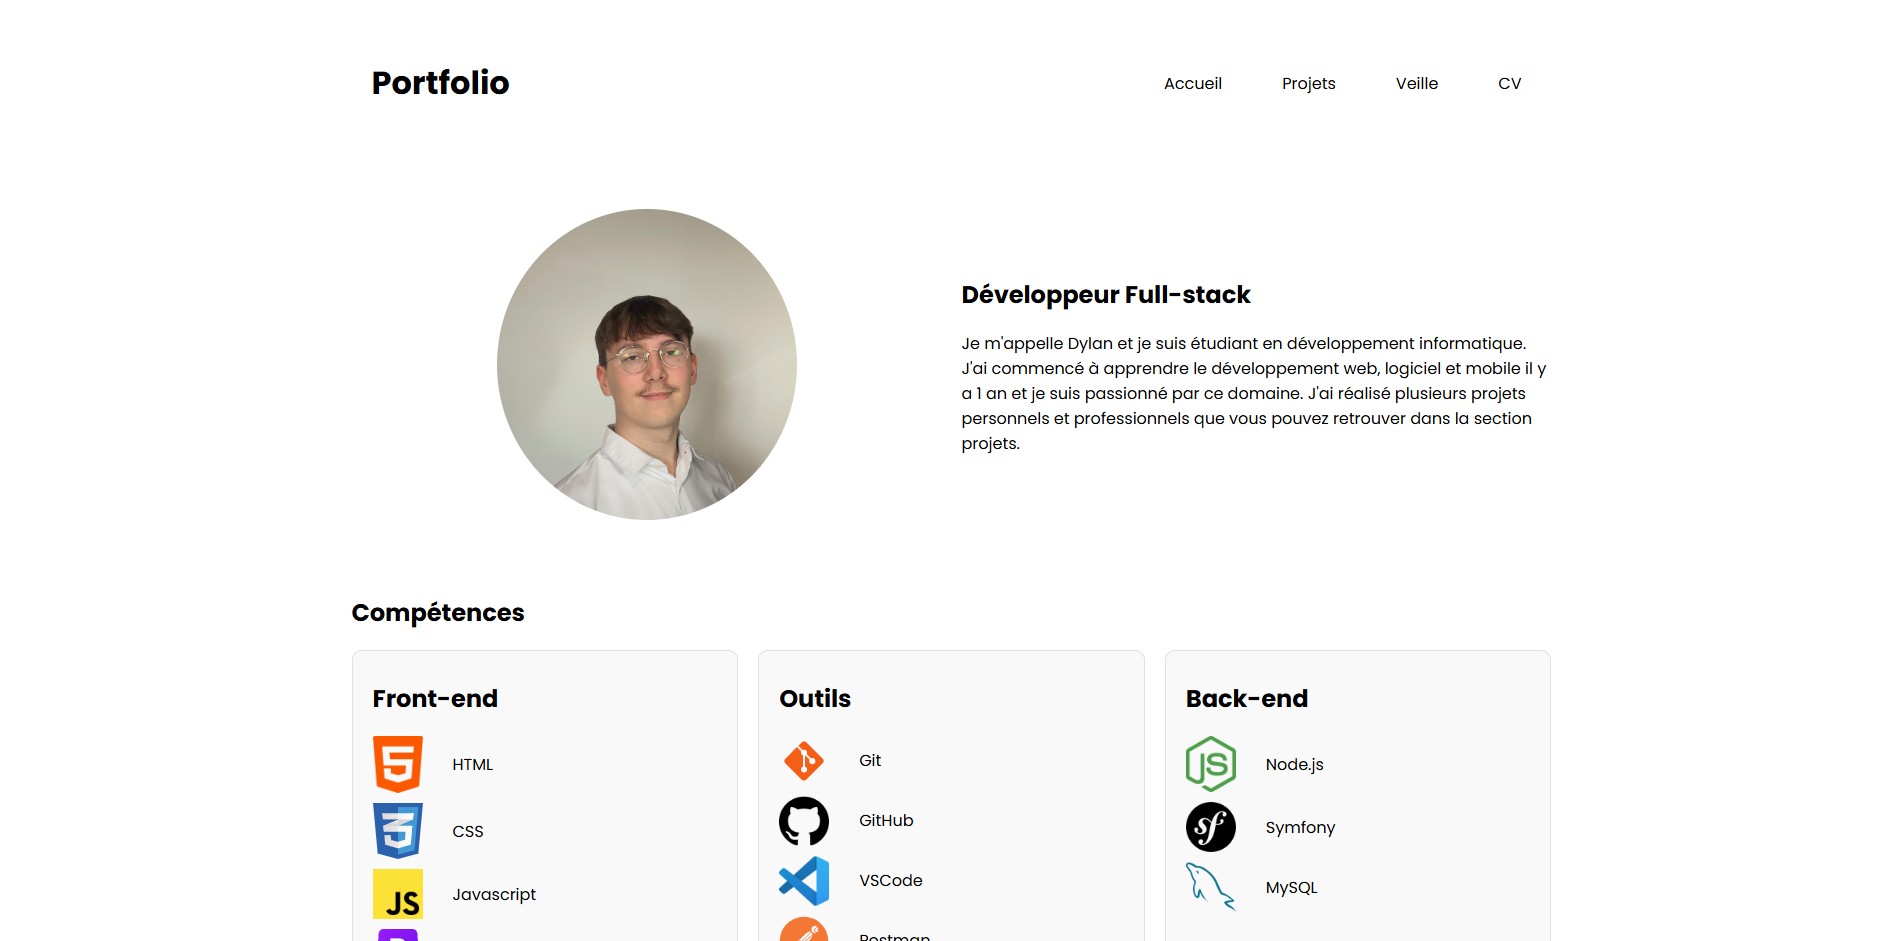 Portfolio
Accueil Projets Veille CV
Développeur Full-stack
Je m'appelle Dylan et je suis étudiant en développement informatique.
J'ai commencé à apprendre le développement web, logiciel et mobile il y
a 1 an et je suis passionné par ce domaine. J'ai réalisé plusieurs projets
personnels et professionnels que vous pouvez retrouver dans la section
projets.
Compétences
Front-end
HTML
CSS
JS
Javascript
Outils
Git
GitHub
VSCode
Postman
Back-end
JS
Node.js
sf
Symfony
MySQL